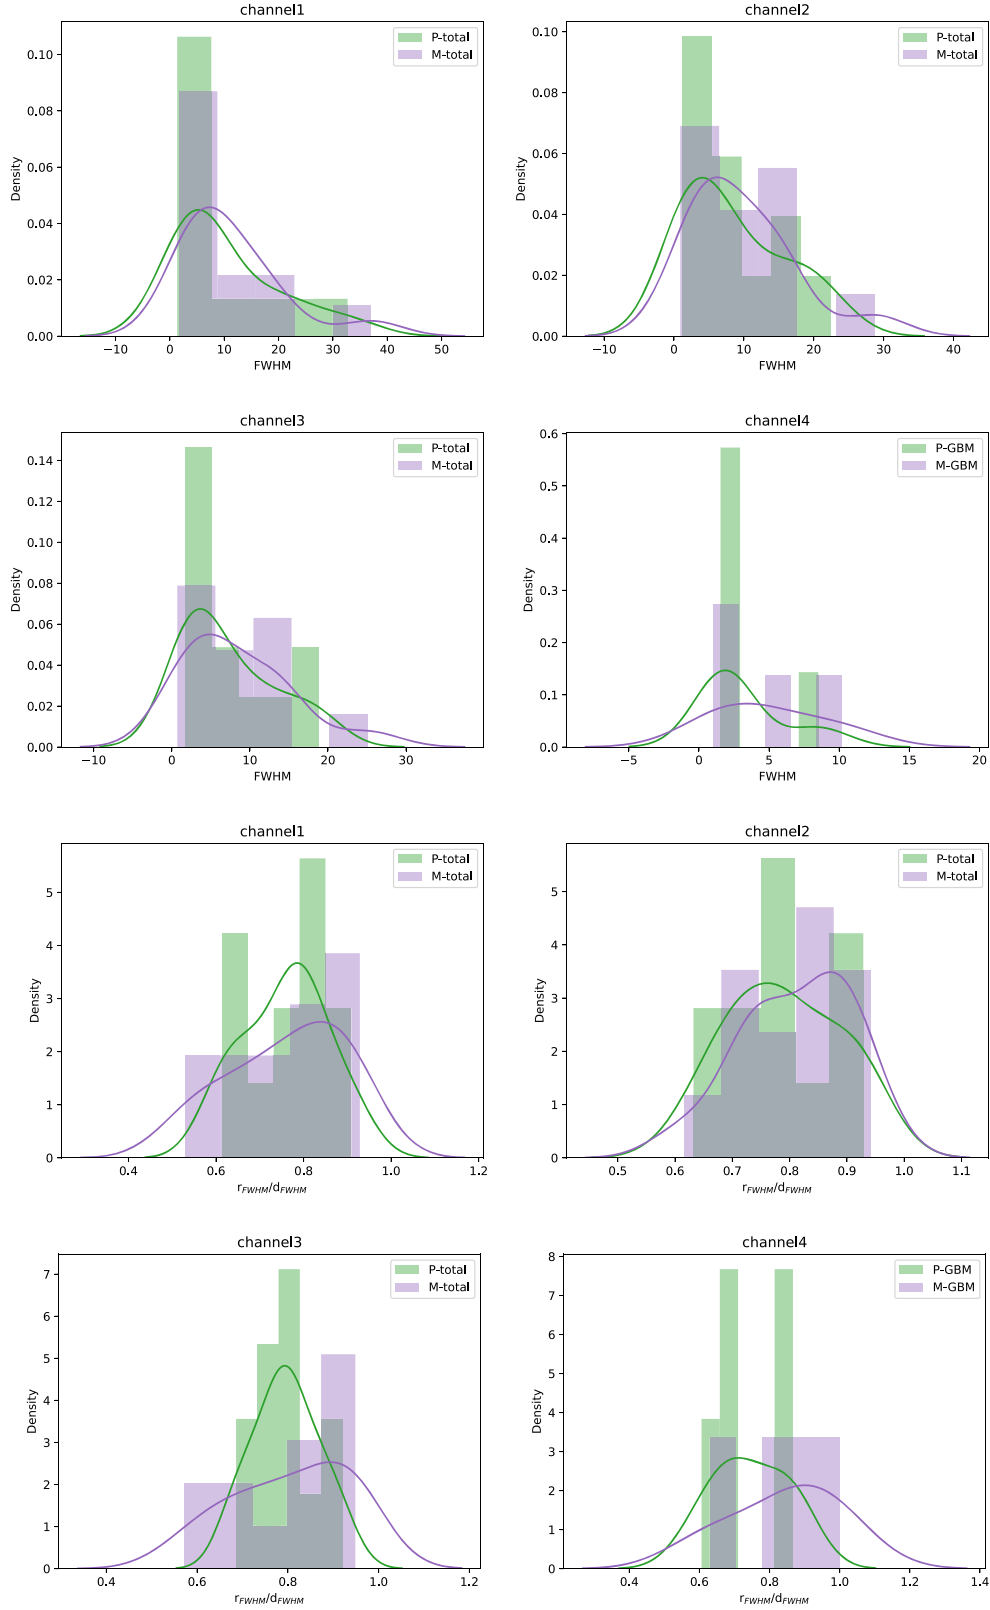 channel1
P-total
M-total
0.10
0.08
0.06
0.04
0.02
0.00
Density
−10 0 10 20 30 40 50
FWHM
channel2
P-total
M-total
0.10
0.08
0.06
0.04
0.02
0.00
Density
−10 0 10 20 30 40
FWHM
channel3
P-total
M-total
0.14
0.12
0.10
0.08
0.06
0.04
0.02
0.00
Density
−10 0 10 20 30
FWHM
channel4
P-GBM
M-GBM
0.6
0.5
0.4
0.3
0.2
0.1
0.0
Density
−5 0 5 10 15 20
FWHM
channel1
P-total
M-total
5
4
3
2
1
0
Density
0.4 0.6 0.8 1.0 1.2
rFWHM/dFWHM
channel2
P-total
M-total
5
4
3
2
1
0
Density
0.5 0.6 0.7 0.8 0.9 1.0 1.1
rFWHM/dFWHM
channel3
P-total
M-total
7
6
5
4
3
2
1
0
Density
0.4 0.6 0.8 1.0 1.2
rFWHM/dFWHM
channel4
P-GBM
M-GBM
8
7
6
5
4
3
2
1
0
Density
0.4 0.6 0.8 1.0 1.2 1.4
rFWHM/dFWHM